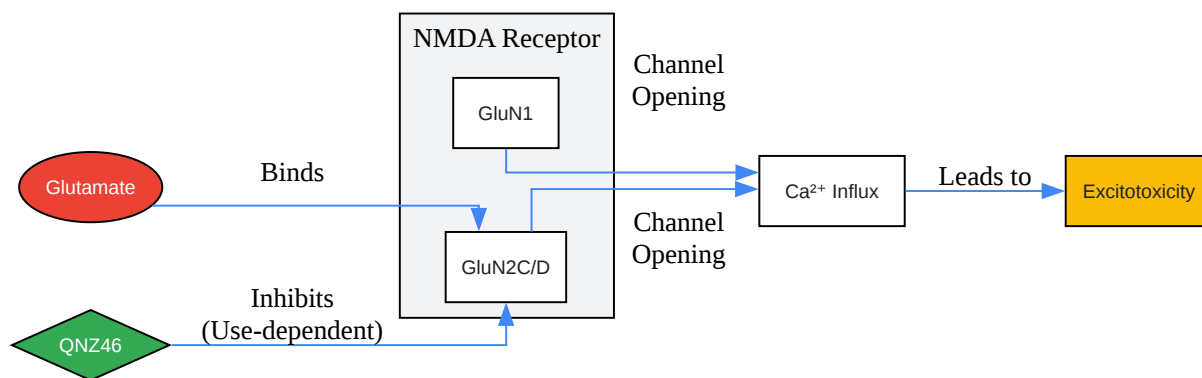 NMDA Receptor
GluN1
Channel
Opening
Glutamate
Binds
Ca²⁺ Influx
Leads to
Excitotoxicity
GluN2C/D
Channel
Opening
Inhibits
(Use-dependent)
QNZ46